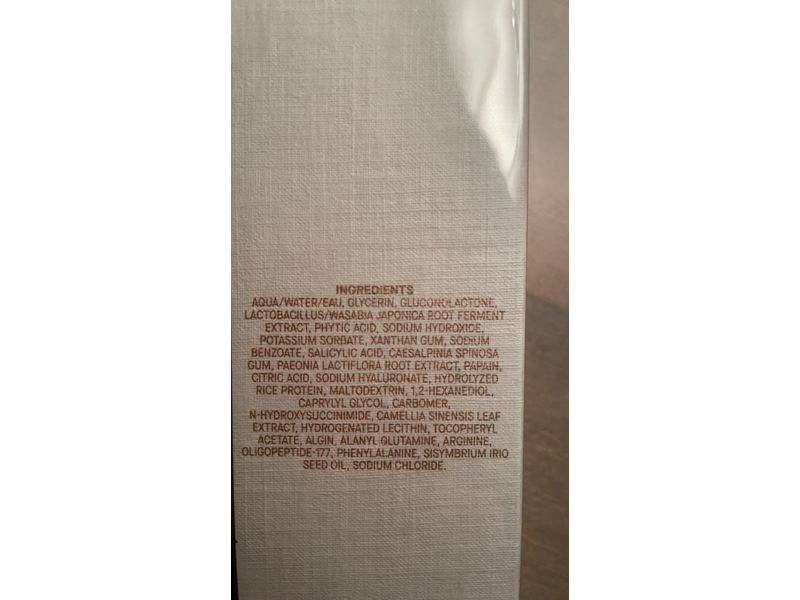 INGREDIENTS
AQUA/WATER/EAU, GLYCERIN, GLUCONOLACTONE,
LACTOBACILLUS/WASABIA JAPONICA ROOT FERMENT
EXTRACT, PHYTIC ACID, SODIUM HYDROXIDE,
POTASSIUM SORBATE, XANTHAN GUM, SODIUM
BENZOATE, SALICYLIC ACID, CAESALPINIA SPINOSA
GUM, PAEONIA LACTIFLORA ROOT EXTRACT, PAPAIN,
CITRIC ACID, SODIUM HYALURONATE, HYDROLYZED
RICE PROTEIN, MALTODEXTRIN, 1,2-HEXANEDIOL,
CAPRYLYL GLYCOL, CARBOMER,
N-HYDROXYSUCCINIMIDE, CAMELLIA SINENSIS LEAF
EXTRACT, HYDROGENATED LECITHIN, TOCOPHERYL
ACETATE, ALGIN, ALANYL GLUTAMINE, ARGININE,
OLIGOPEPTIDE-177, PHENYLALANINE, SISYMBRIUM IRIO
SEED OIL, SODIUM CHLORIDE.